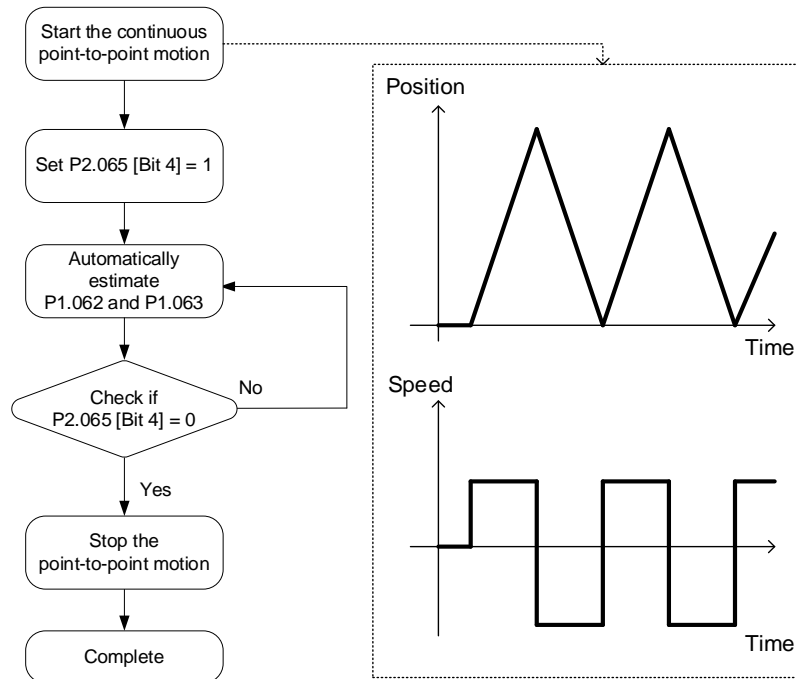 Start the continuous
point-to-point motion
Set P2.065 [Bit 4] = 1
Automatically
estimate
P1.062 and P1.063
Check if
P2.065 [Bit 4] = 0
No
Yes
Stop the
point-to-point motion
Complete
Position
Time
Speed
Time